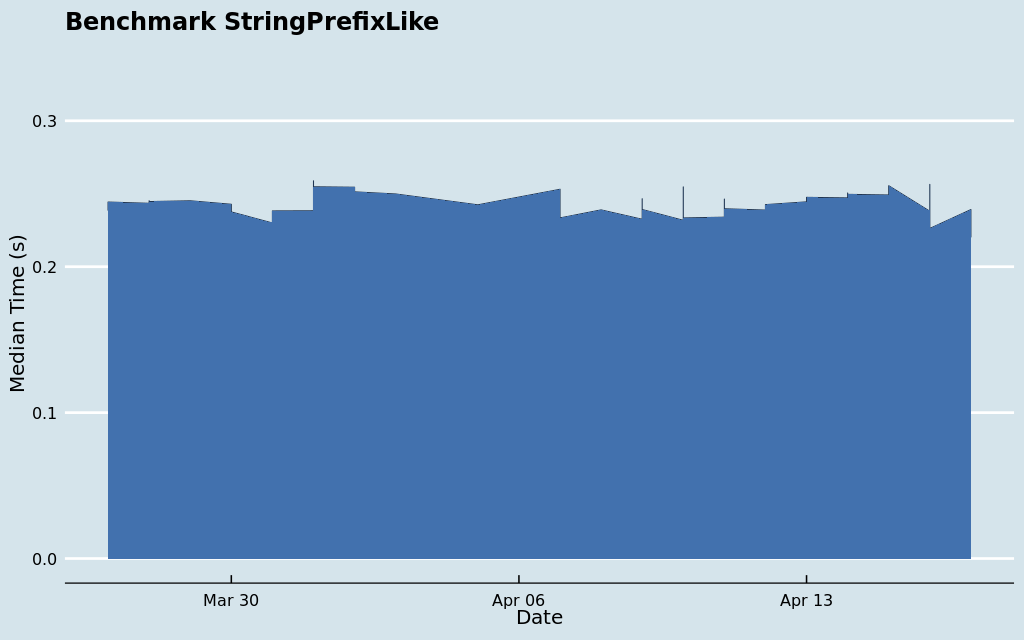 Benchmark StringPrefixLike
0.3
0.2
0.1
0.0
Median Time (s)
Mar 30
Apr 06
Apr 13
Date